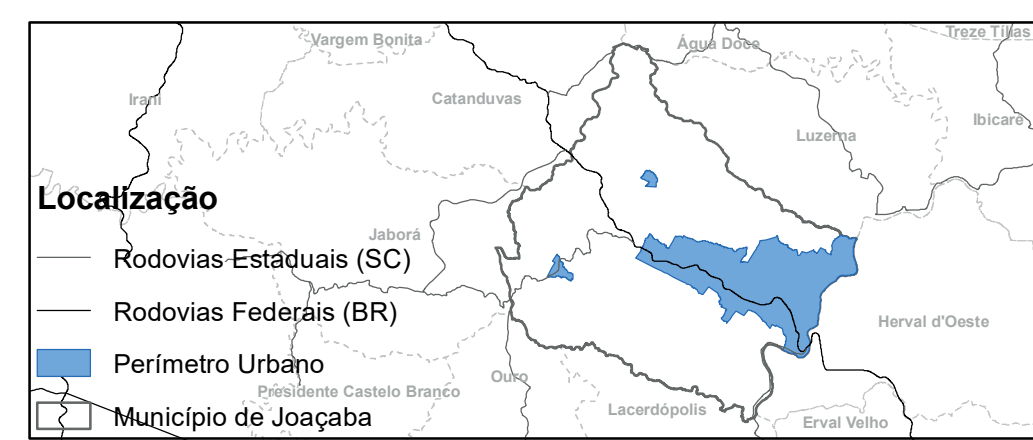 Vargem Bonita
Água Doce
Treze Tílias
Irani
Catanduvas
Ibicaré
Luzerna
Localização
Jaborá
Rodovias Estaduais (SC)
Rodovias Federais (BR)
Herval d'Oeste
Perímetro Urbano
Ouro
Presidente Castelo Branco
Lacerdópolis
Município de Joaçaba
Erval Velho